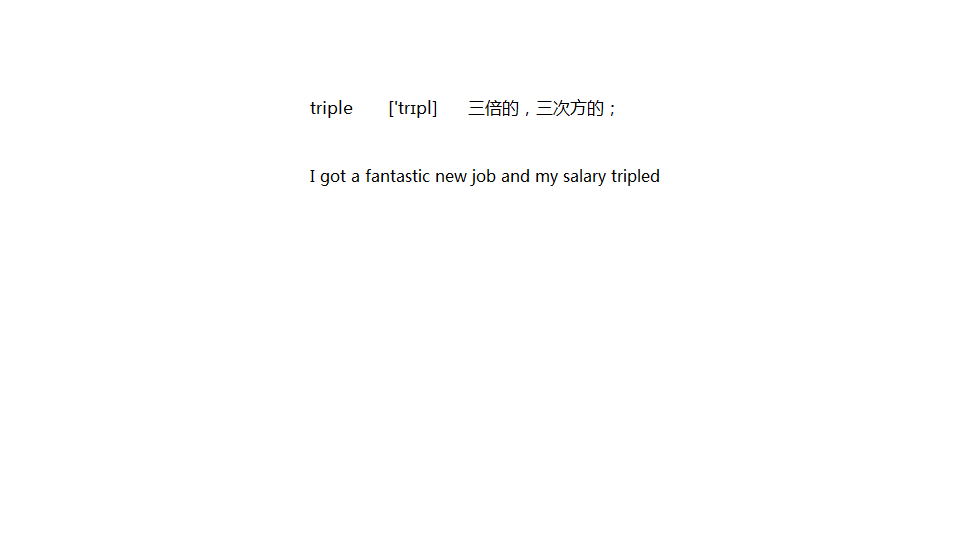 triple ['trɪpl] 三倍的，三次方的；
I got a fantastic new job and my salary tripled